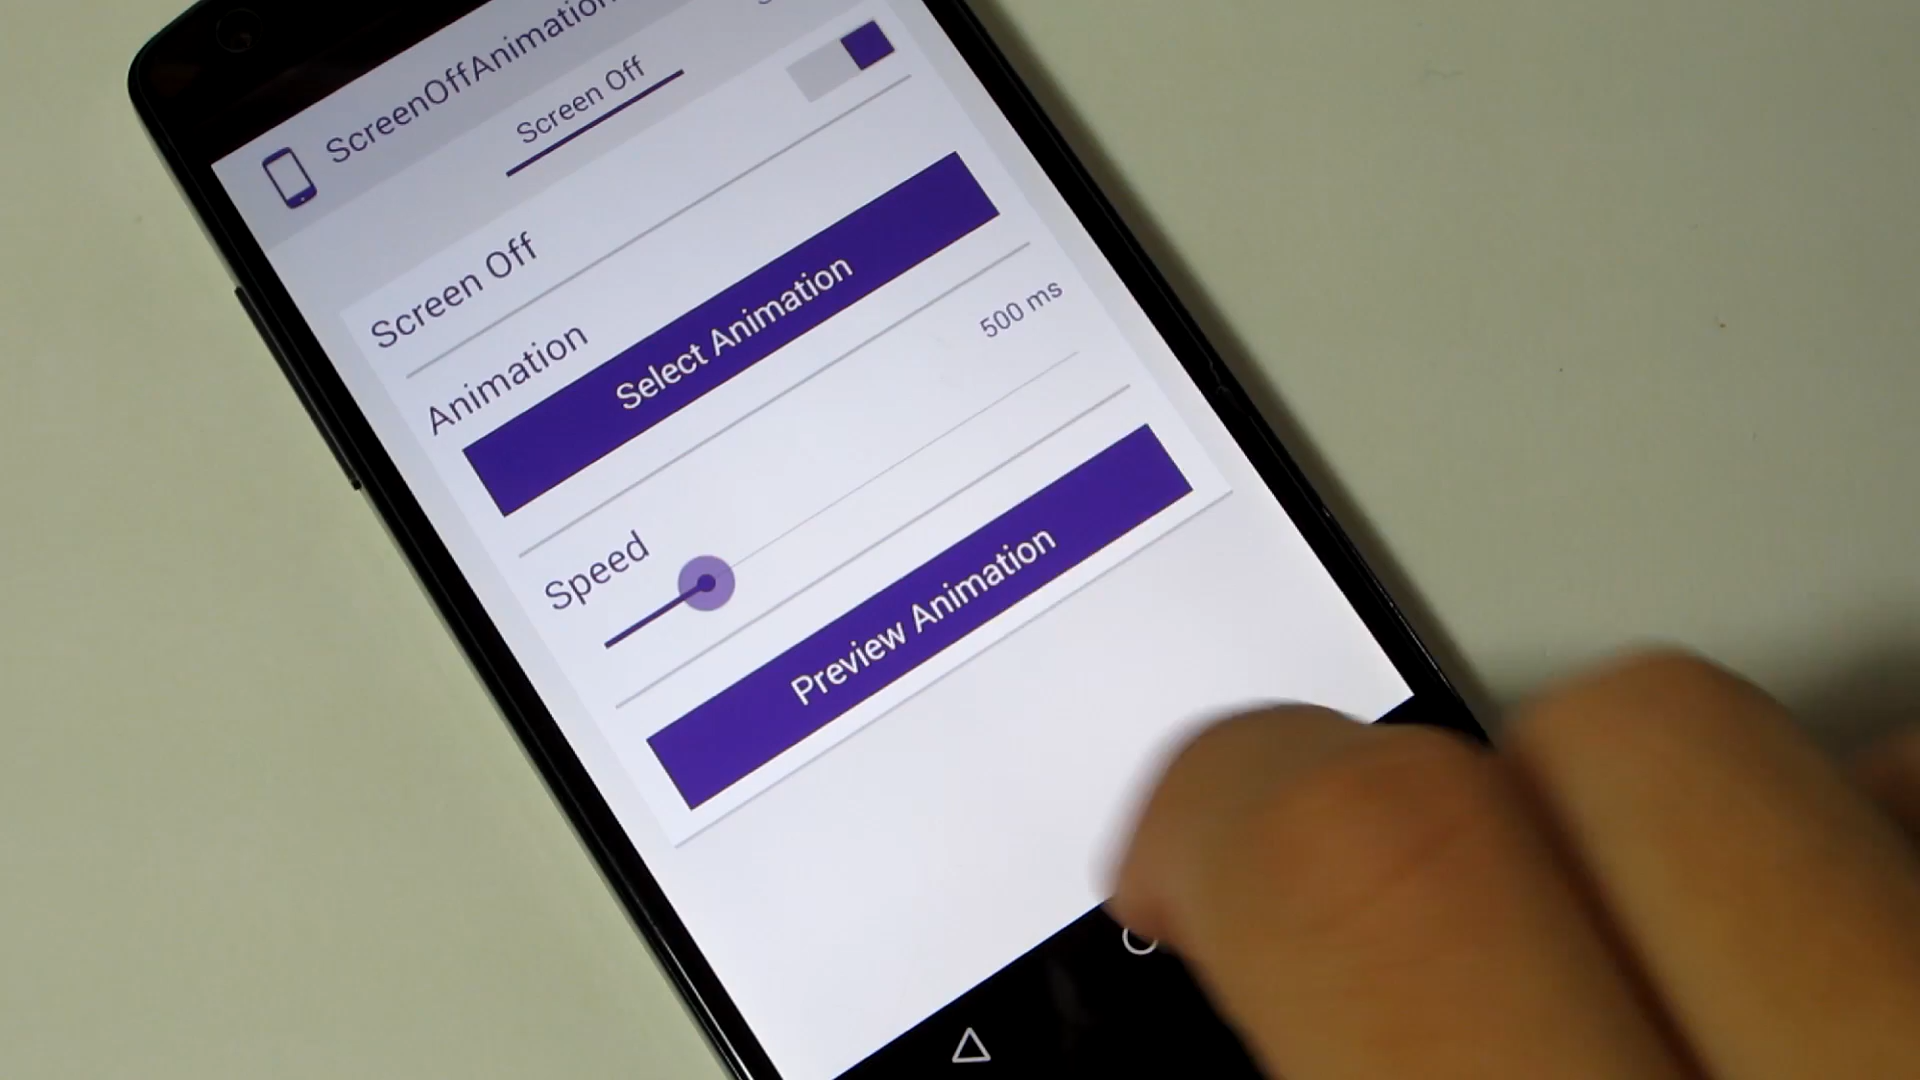 ScreenOffAnimation
Screen Off
Screen Off
Animation
Select Animation
500 ms
Speed
Preview Animation